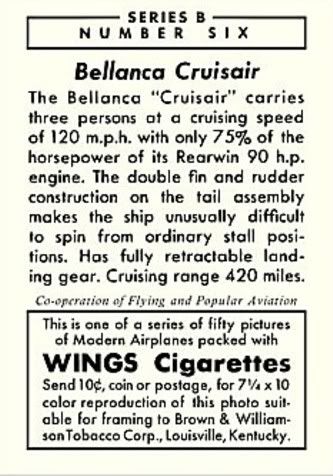 SERIES B
NUMBER SIX
Bellanca Cruisair
The Bellanca "Cruisair" carries
three persons at a cruising speed
of 120 m.p.h. with only 75% of the
horsepower of its Rearwin 90 h.p.
engine. The double fin and rudder
construction on the tail assembly
makes the ship unusually difficult
to spin from ordinary stall posi-
tions. Has fully retractable land-
ing gear. Cruising range 420 miles.
Co-operation of Flying and Popular Aviation
This is one of a series of fifty pictures
of Modern Airplanes packed with
WINGS Cigarettes
Send 10¢, coin or postage, for 7¼ x 10
color reproduction of this photo suit-
able for framing to Brown & William-
son Tobacco Corp., Louisville, Kentucky.